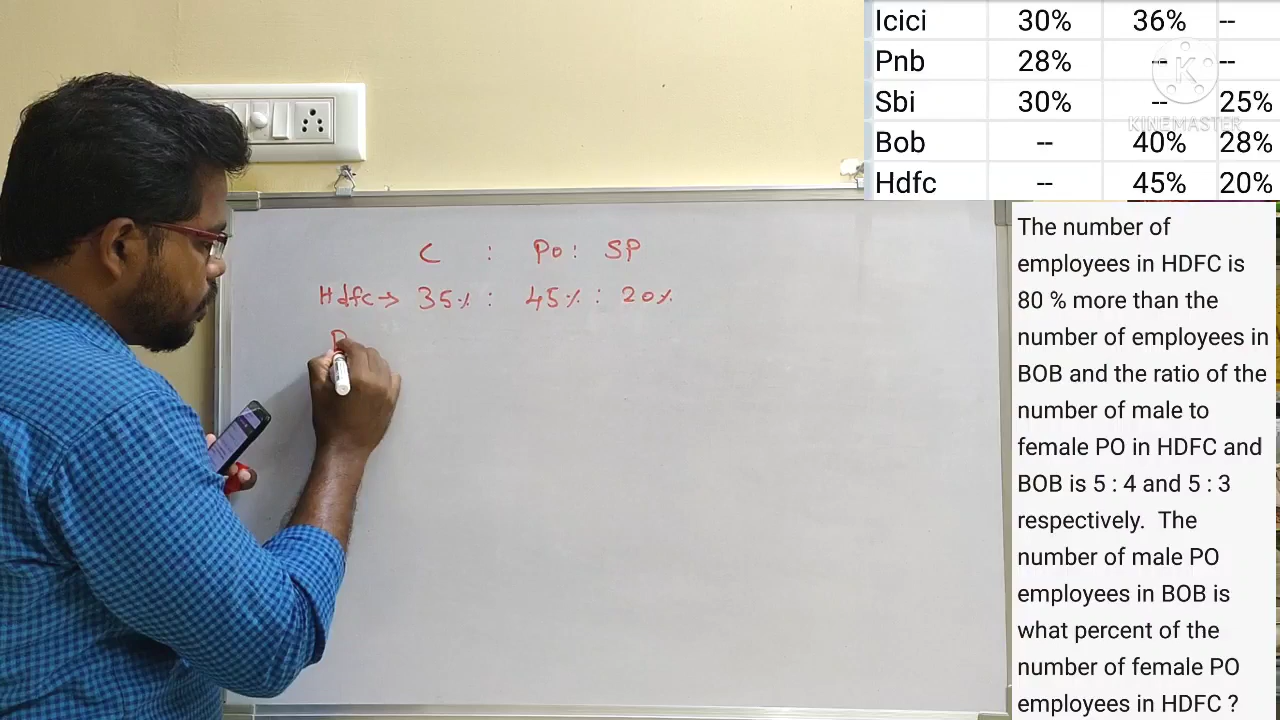 Icici 30% 36% --
Pnb 28% -- --
Sbi 30% -- 25%
Bob -- 40% 28%
Hdfc -- 45% 20%
K
KINEMASTER
C : Po : SP
Hdfc → 35% : 45% : 20%
The number of
employees in HDFC is
80 % more than the
number of employees in
BOB and the ratio of the
number of male to
female PO in HDFC and
BOB is 5 : 4 and 5 : 3
respectively. The
number of male PO
employees in BOB is
what percent of the
number of female PO
employees in HDFC ?